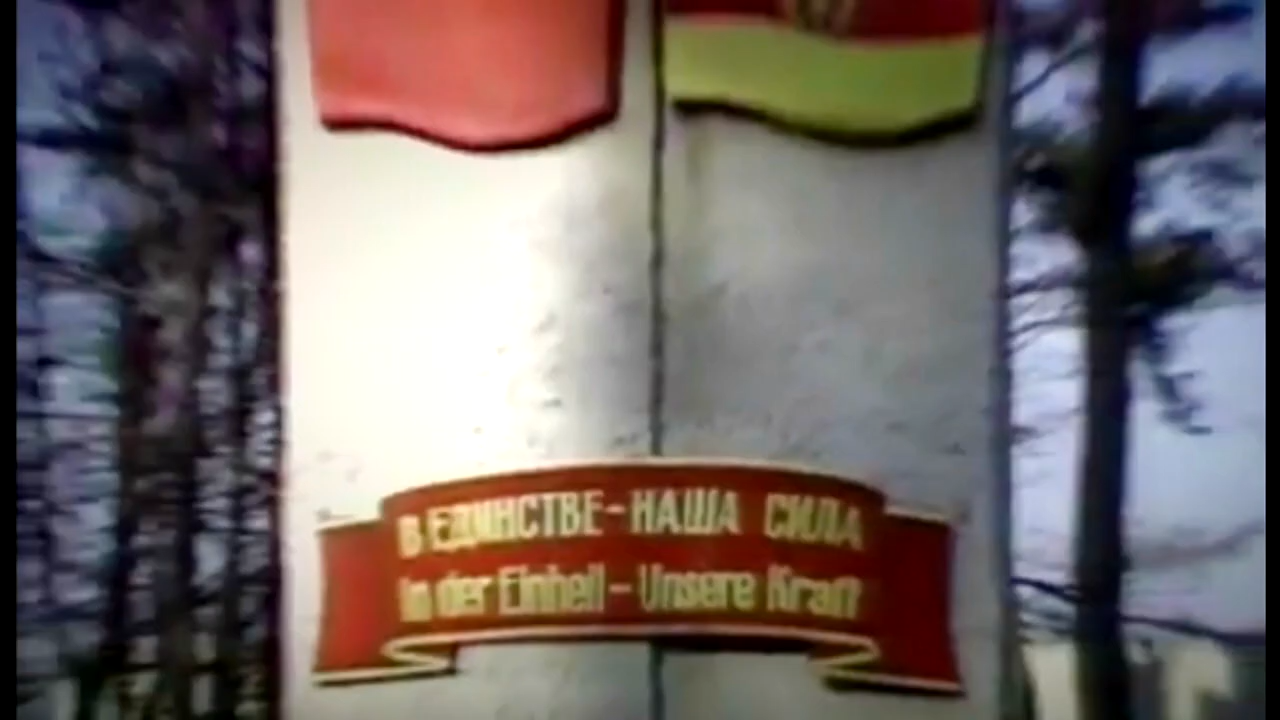 В ЕДИНСТВЕ - НАША СИЛА
In der Einheit - Unsere Kraft